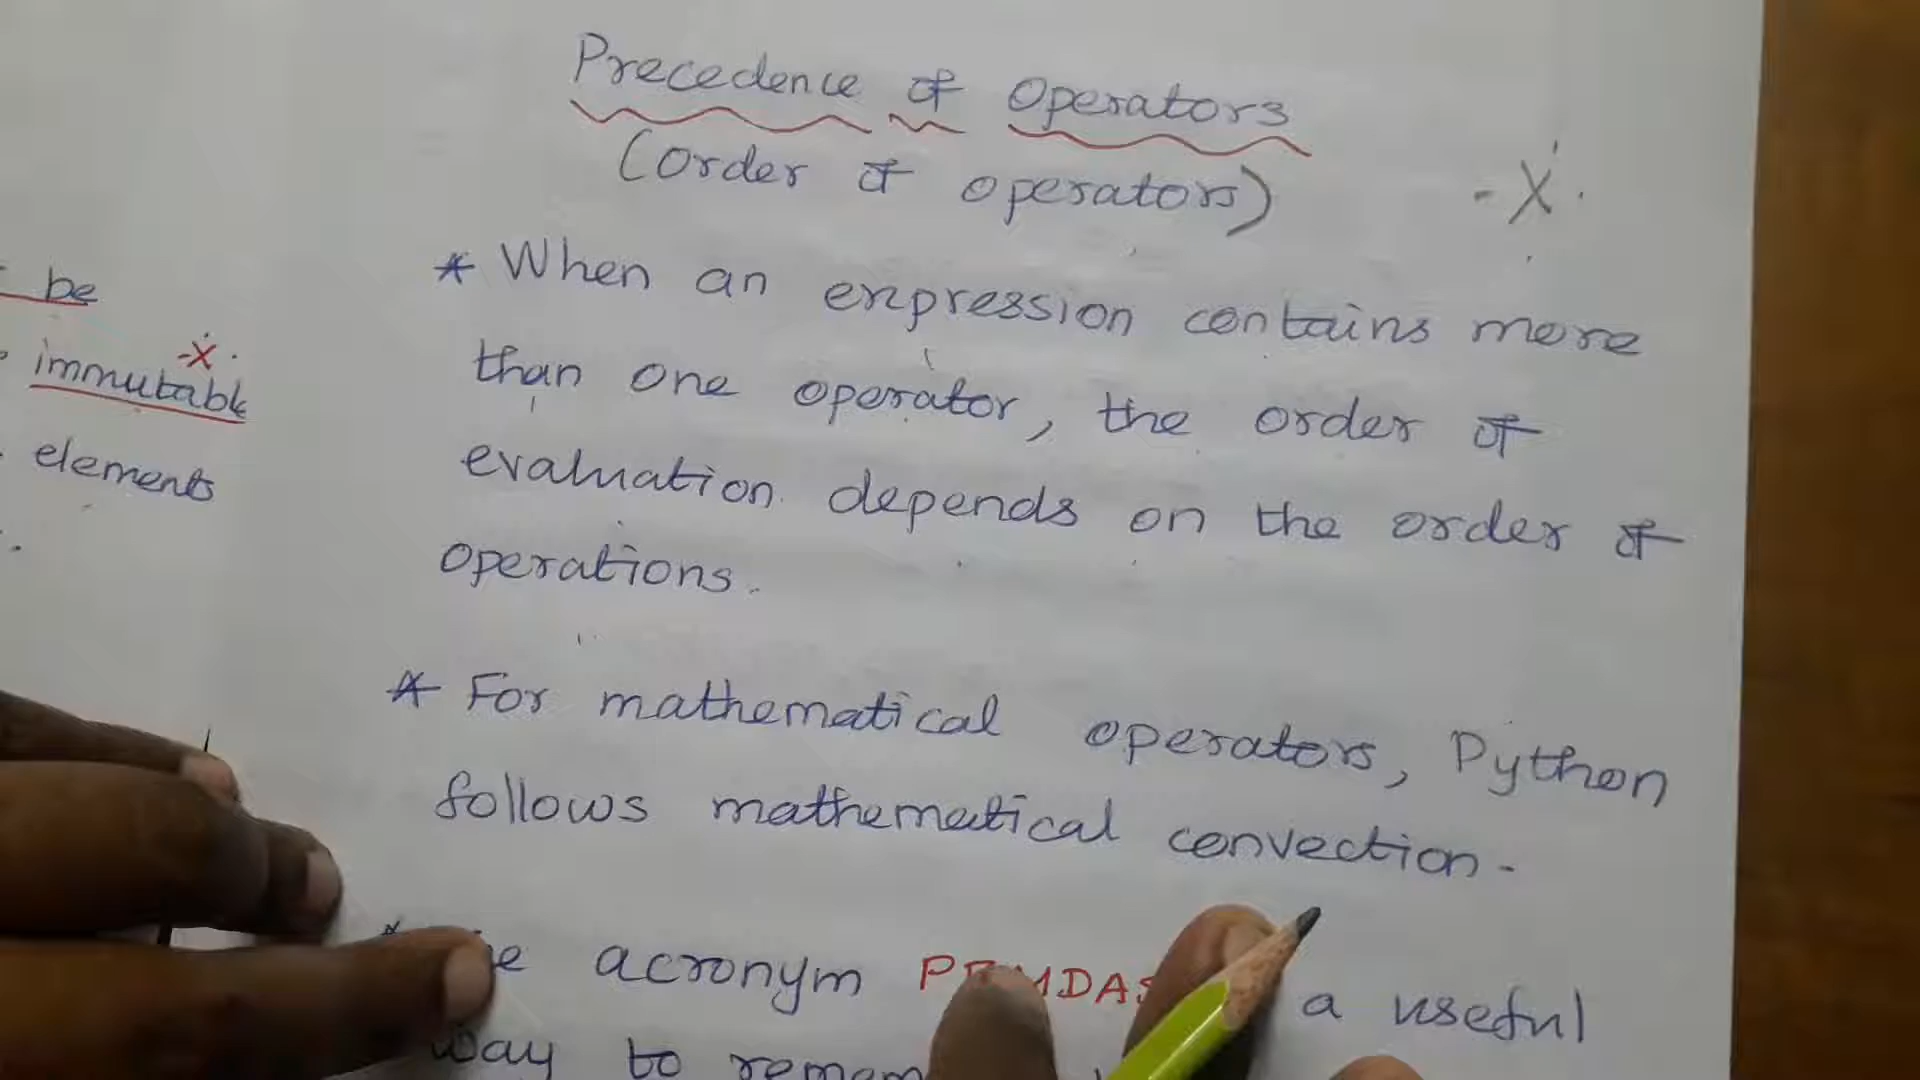 Precedence of Operators
(Order of operators)
-X.
* When an expression contains more
than one operator, the order of
evaluation depends on the order of
operations.
* For mathematical operators, Python
follows mathematical convection.
acronym a useful
way to
be
-X.
immutable
elements